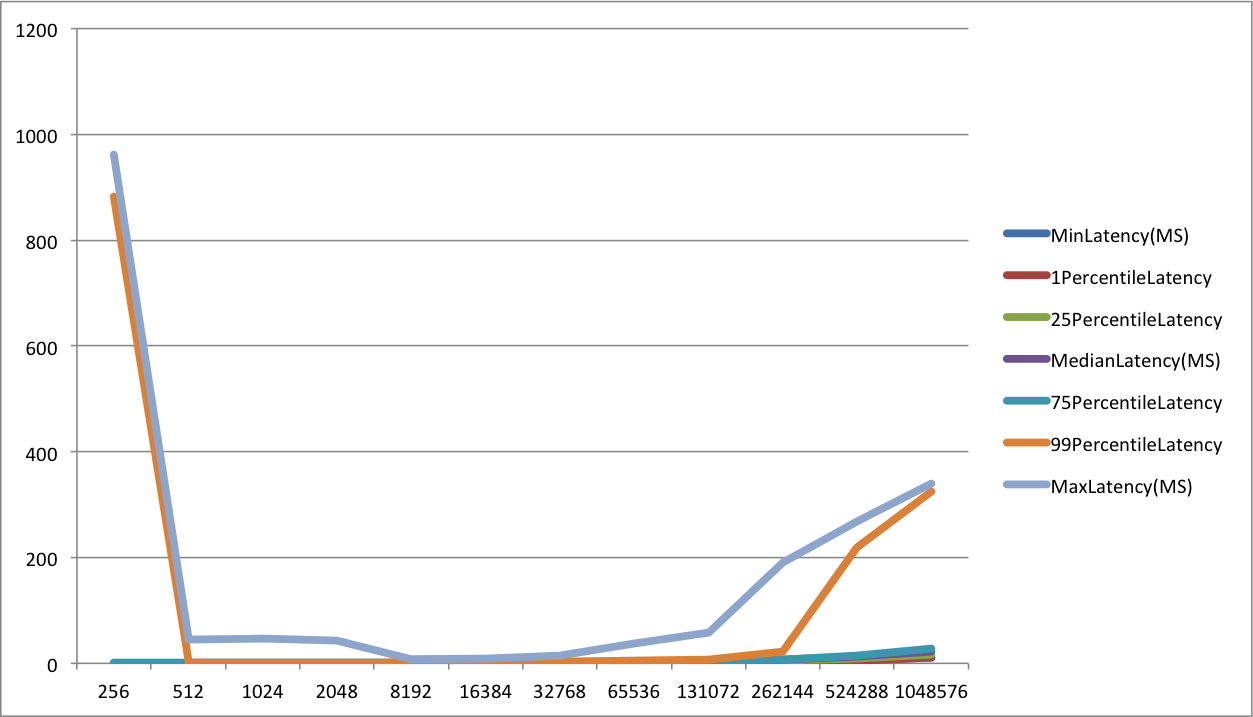 1200
1000
800
600
400
200
0
256 512 1024 2048 8192 16384 32768 65536 131072 262144 524288 1048576
MinLatency(MS)
1PercentileLatency
25PercentileLatency
MedianLatency(MS)
75PercentileLatency
99PercentileLatency
MaxLatency(MS)